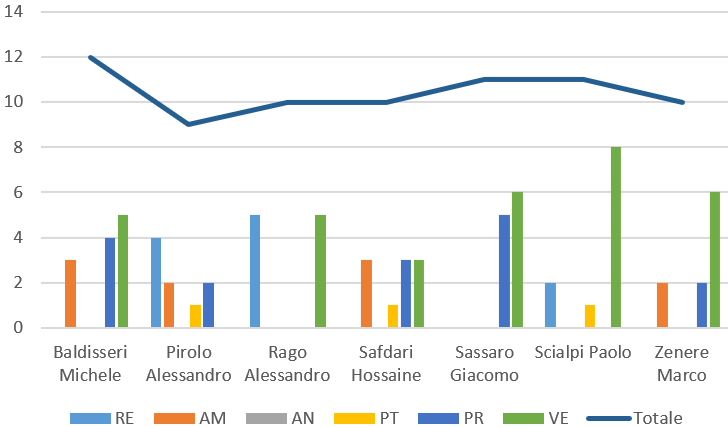 14
12
10
8
6
4
2
0
Baldisseri Pirolo Rago Safdari Sassaro Scialpi Paolo Zenere
Michele Alessandro Alessandro Hossaine Giacomo Marco
RE AM AN PT PR VE Totale